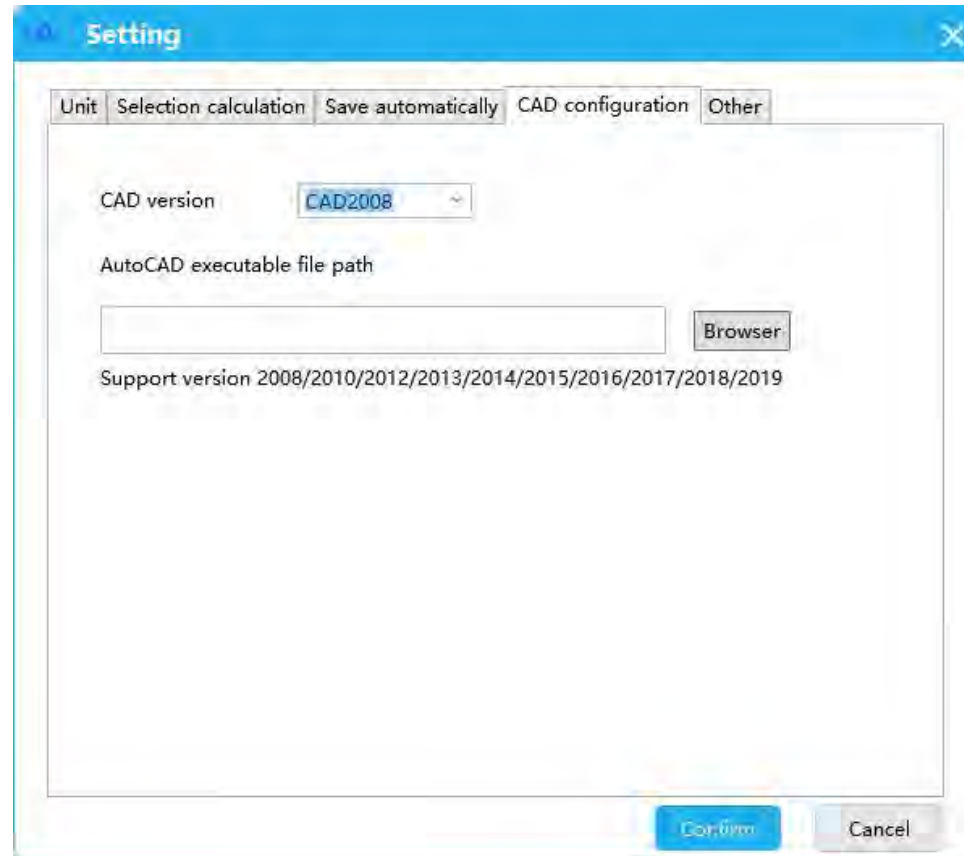 Setting
Unit Selection calculation Save automatically CAD configuration Other
CAD version CAD2008
AutoCAD executable file path
Browser
Support version 2008/2010/2012/2013/2014/2015/2016/2017/2018/2019
Confirm Cancel